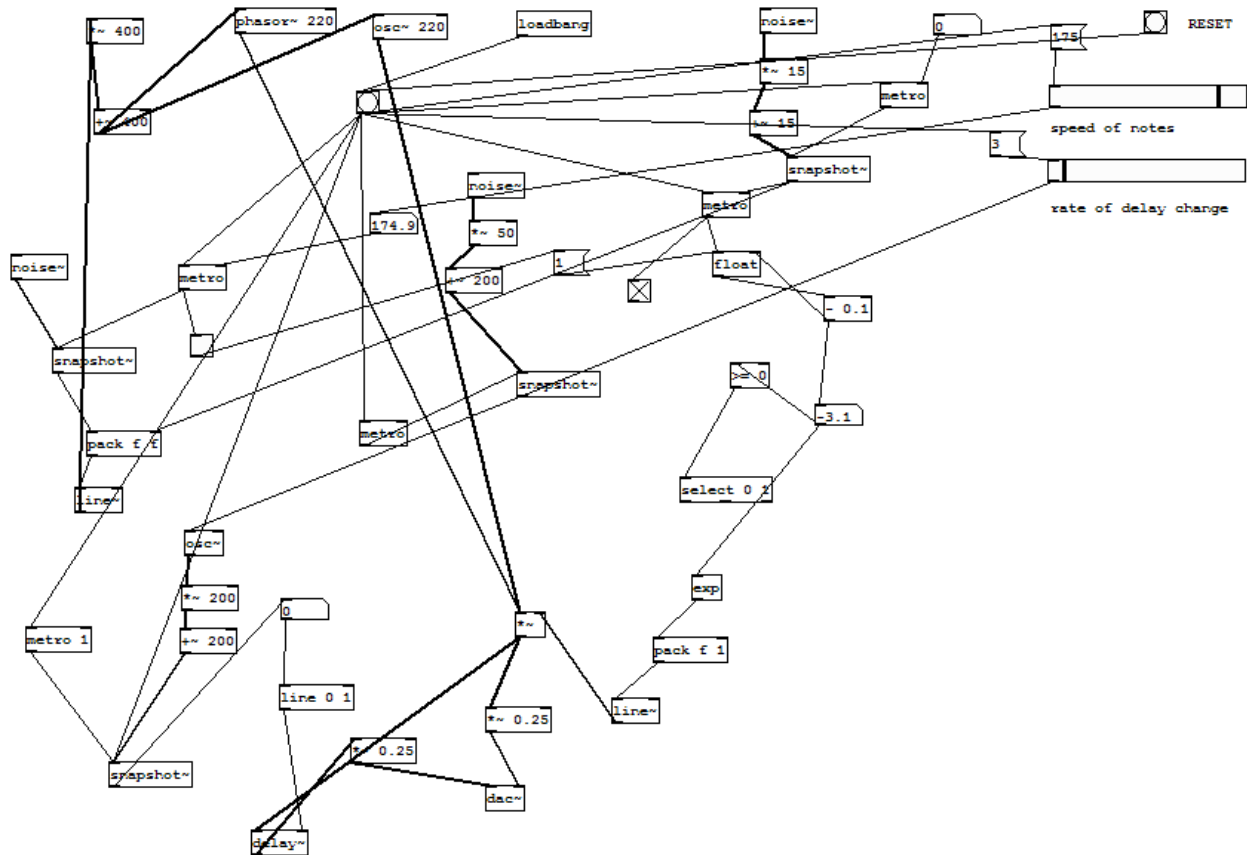 *~ 400
phasor~ 220
osc~ 220
loadbang
noise~
0
175
RESET
*~ 15
metro
+~ 400
+~ 15
speed of notes
3
snapshot~
noise~
rate of delay change
metro
174.9
*~ 50
noise~
1
float
metro
+~ 200
- 0.1
snapshot~
>= 0
snapshot~
-3.1
pack f f
metro
line~
select 0 1
osc~
exp
*~ 200
0
metro 1
+~ 200
*~
pack f 1
line 0 1
line~
*~ 0.25
*~ 0.25
snapshot~
dac~
delay~